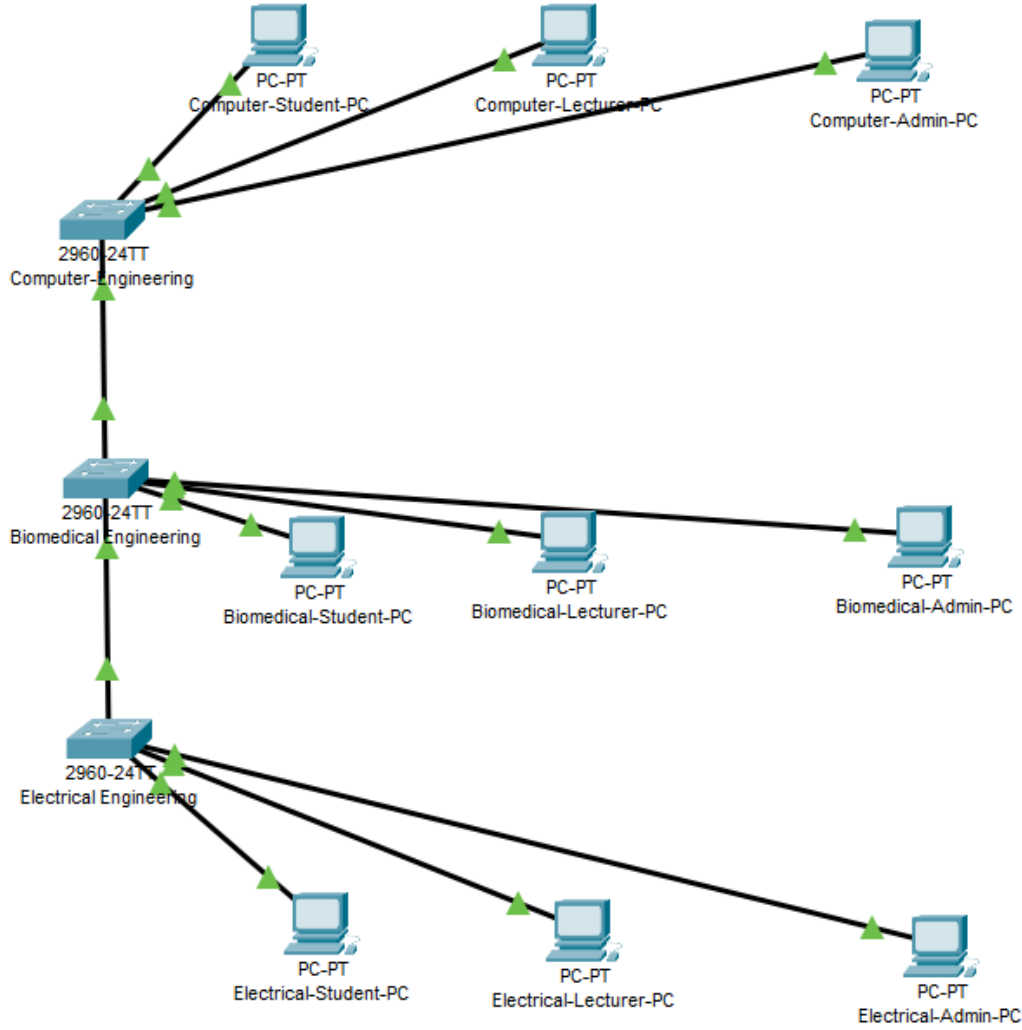 PC-PT
Computer-Student-PC
PC-PT
Computer-Lecturer-PC
PC-PT
Computer-Admin-PC
2960-24TT
Computer-Engineering
2960-24TT
Biomedical Engineering
PC-PT
Biomedical-Student-PC
PC-PT
Biomedical-Lecturer-PC
PC-PT
Biomedical-Admin-PC
2960-24TT
Electrical Engineering
PC-PT
Electrical-Student-PC
PC-PT
Electrical-Lecturer-PC
PC-PT
Electrical-Admin-PC